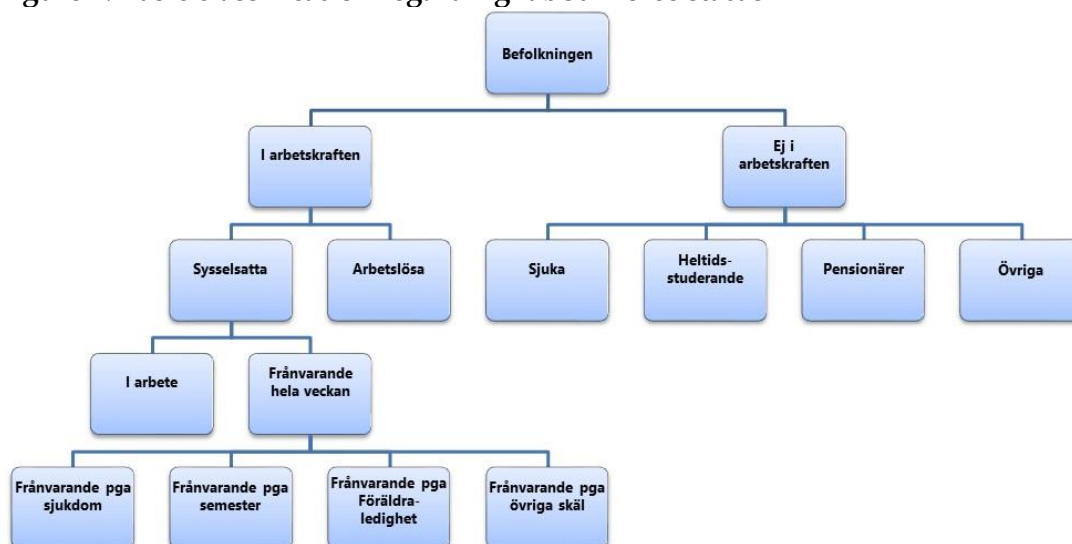 Befolkningen
I arbetskraften
Ej i
arbetskraften
Sysselsatta
Arbetslösa
Sjuka
Heltids-
studerande
Pensionärer
Övriga
I arbete
Frånvarande
hela veckan
Frånvarande pga
sjukdom
Frånvarande pga
semester
Frånvarande pga
Föräldra-
ledighet
Frånvarande pga
övriga skäl